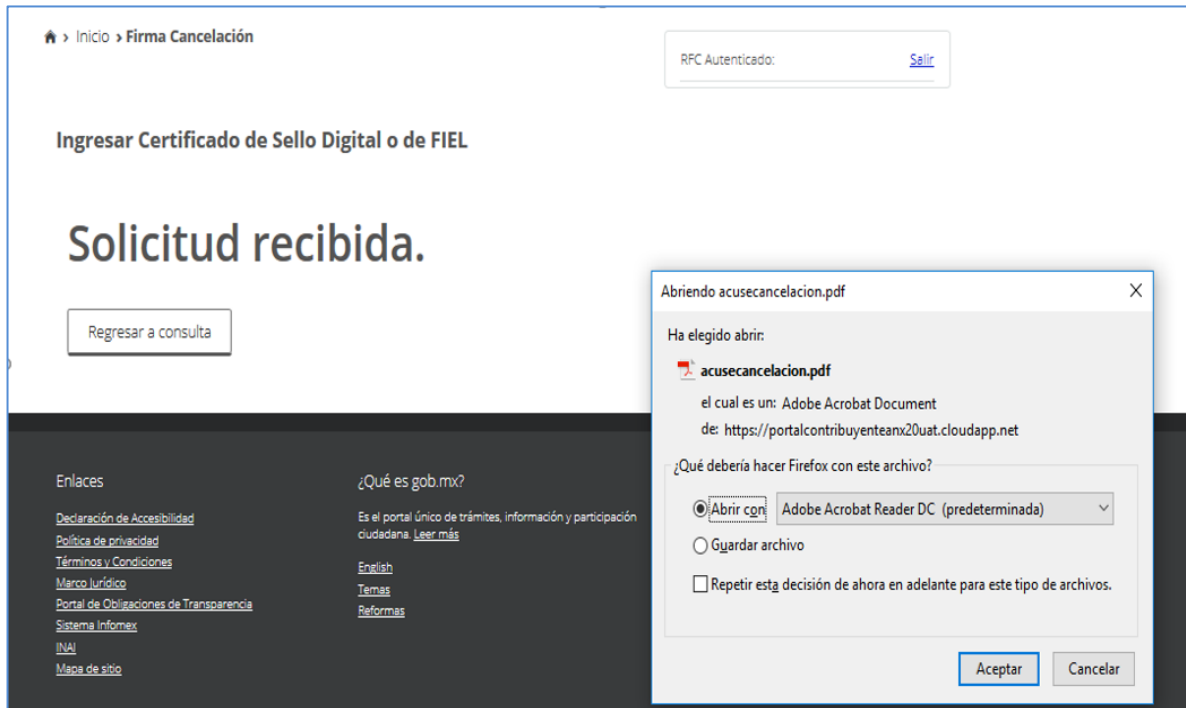 Inicio › Firma Cancelación
RFC Autenticado: Salir
Ingresar Certificado de Sello Digital o de FIEL
Solicitud recibida.
Regresar a consulta
Abriendo acusecancelacion.pdf
Ha elegido abrir:
acusecancelacion.pdf
el cual es un: Adobe Acrobat Document
de: https://portalcontribuyenteanx20uat.cloudapp.net
¿Qué debería hacer Firefox con este archivo?
Abrir con Adobe Acrobat Reader DC (predeterminada)
Guardar archivo
Repetir esta decisión de ahora en adelante para este tipo de archivos.
Aceptar Cancelar
Enlaces
Declaración de Accesibilidad
Política de privacidad
Términos y Condiciones
Marco Jurídico
Portal de Obligaciones de Transparencia
Sistema Infomex
INAI
Mapa de sitio
¿Qué es gob.mx?
Es el portal único de trámites, información y participación
ciudadana. Leer más
English
Temas
Reformas